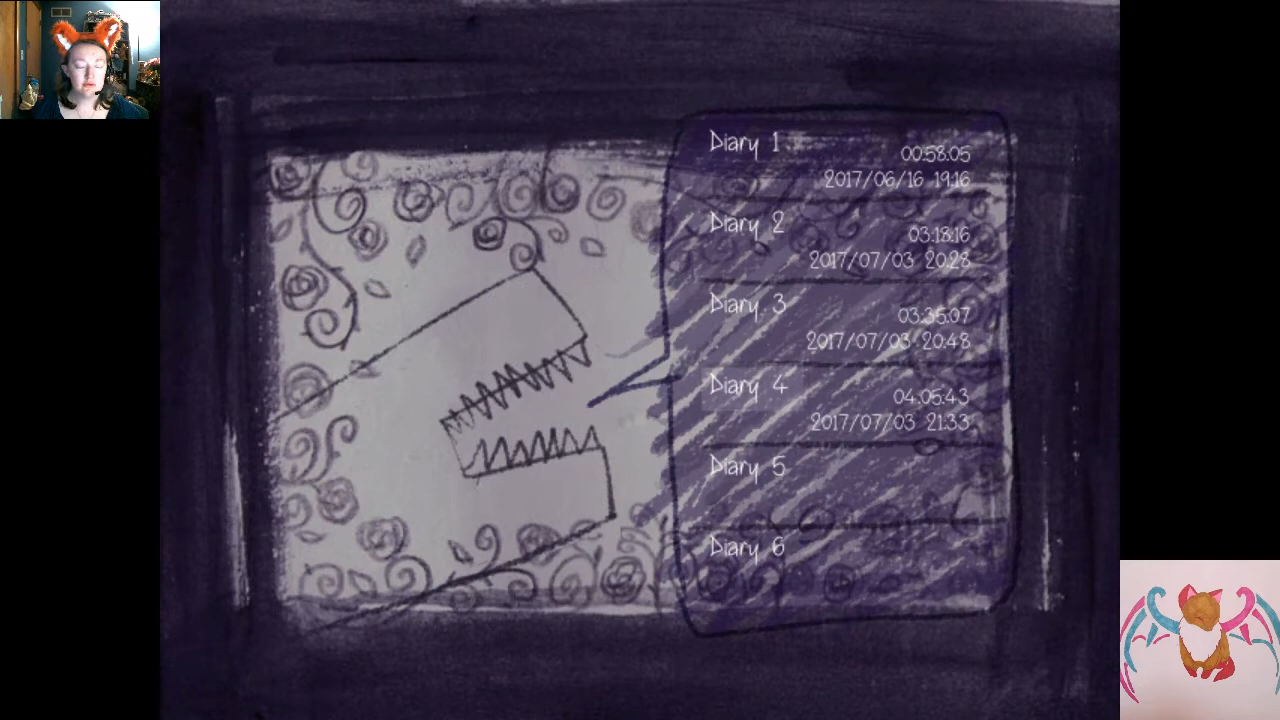 Diary 1
00:58:05
2017/06/16 19:16
Diary 2
03:18:16
2017/07/03 20:28
Diary 3
03:35:07
2017/07/03 20:48
Diary 4
04:05:43
2017/07/03 21:33
Diary 5
Diary 6